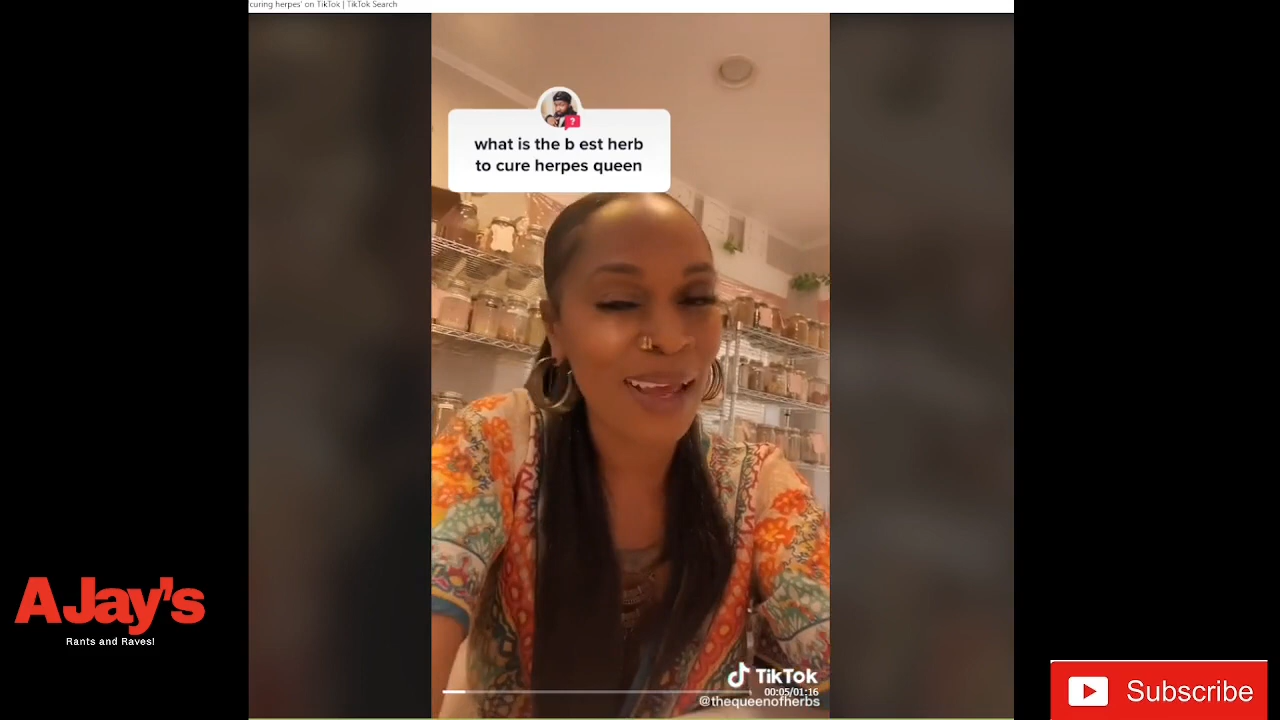 curing herpes' on TikTok | TikTok Search
?
what is the b est herb
to cure herpes queen
AJay's
Rants and Raves!
TikTok
00:05/01:16
@thequeenofherbs
Subscribe